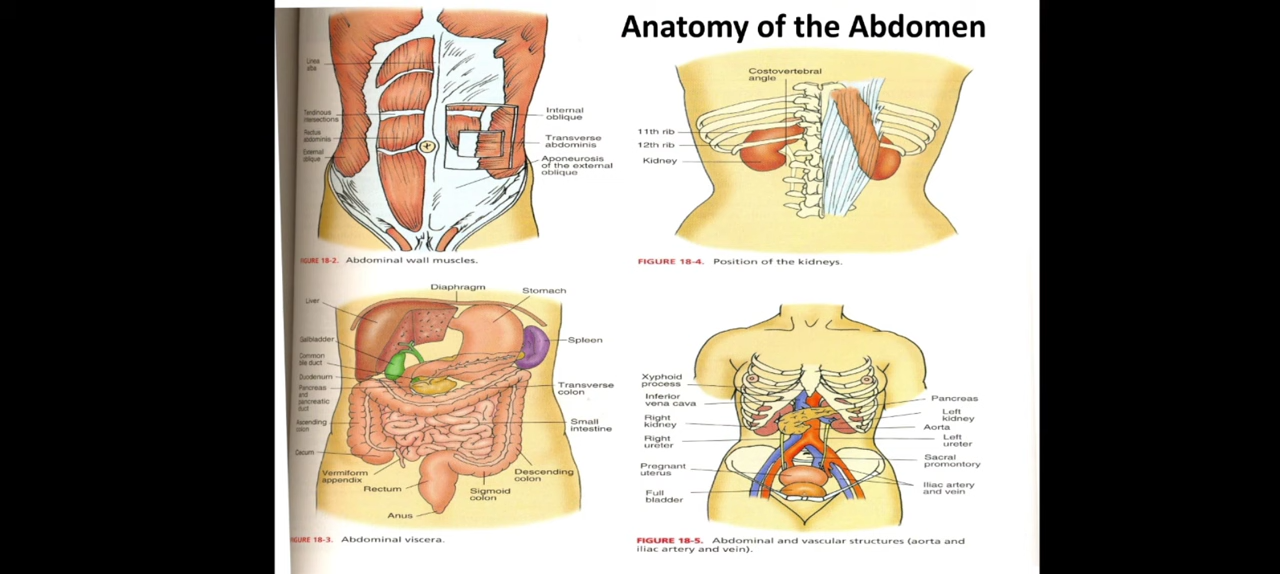 Anatomy of the Abdomen
Linea
alba
Tendinous
intersections
Rectus
abdominis
External
oblique
Internal
oblique
Transverse
abdominis
Aponeurosis
of the external
oblique
FIGURE 18-2. Abdominal wall muscles.
Costovertebral
angle
11th rib
12th rib
Kidney
FIGURE 18-4. Position of the kidneys.
Diaphragm
Stomach
Liver
Gallbladder
Common
bile duct
Duodenum
Pancreas
and
pancreatic
duct
Ascending
colon
Cecum
Vermiform
appendix
Rectum
Anus
Spleen
Transverse
colon
Small
intestine
Descending
colon
Sigmoid
colon
FIGURE 18-3. Abdominal viscera.
Xyphoid
process
Inferior
vena cava
Right
kidney
Right
ureter
Pregnant
uterus
Full
bladder
Pancreas
Left
kidney
Aorta
Left
ureter
Sacral
promontory
Iliac artery
and vein
FIGURE 18-5. Abdominal and vascular structures (aorta and
iliac artery and vein).